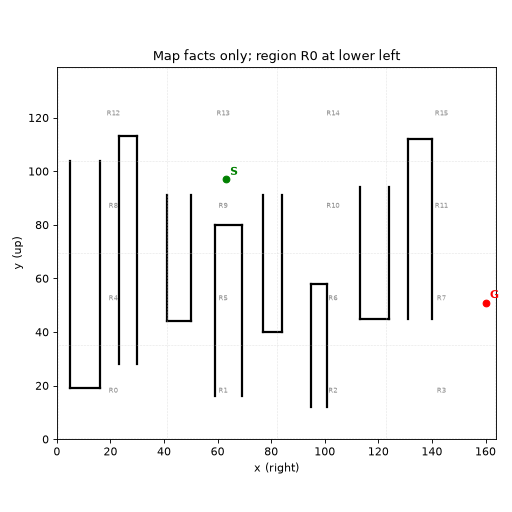 Map facts only; region R0 at lower left
120
100
80
60
40
20
0
y (up)
R12
R13
R14
R15
S
R8
R9
R10
R11
G
R4
R5
R6
R7
R0
R1
R2
R3
0
20
40
60
80
100
120
140
160
x (right)